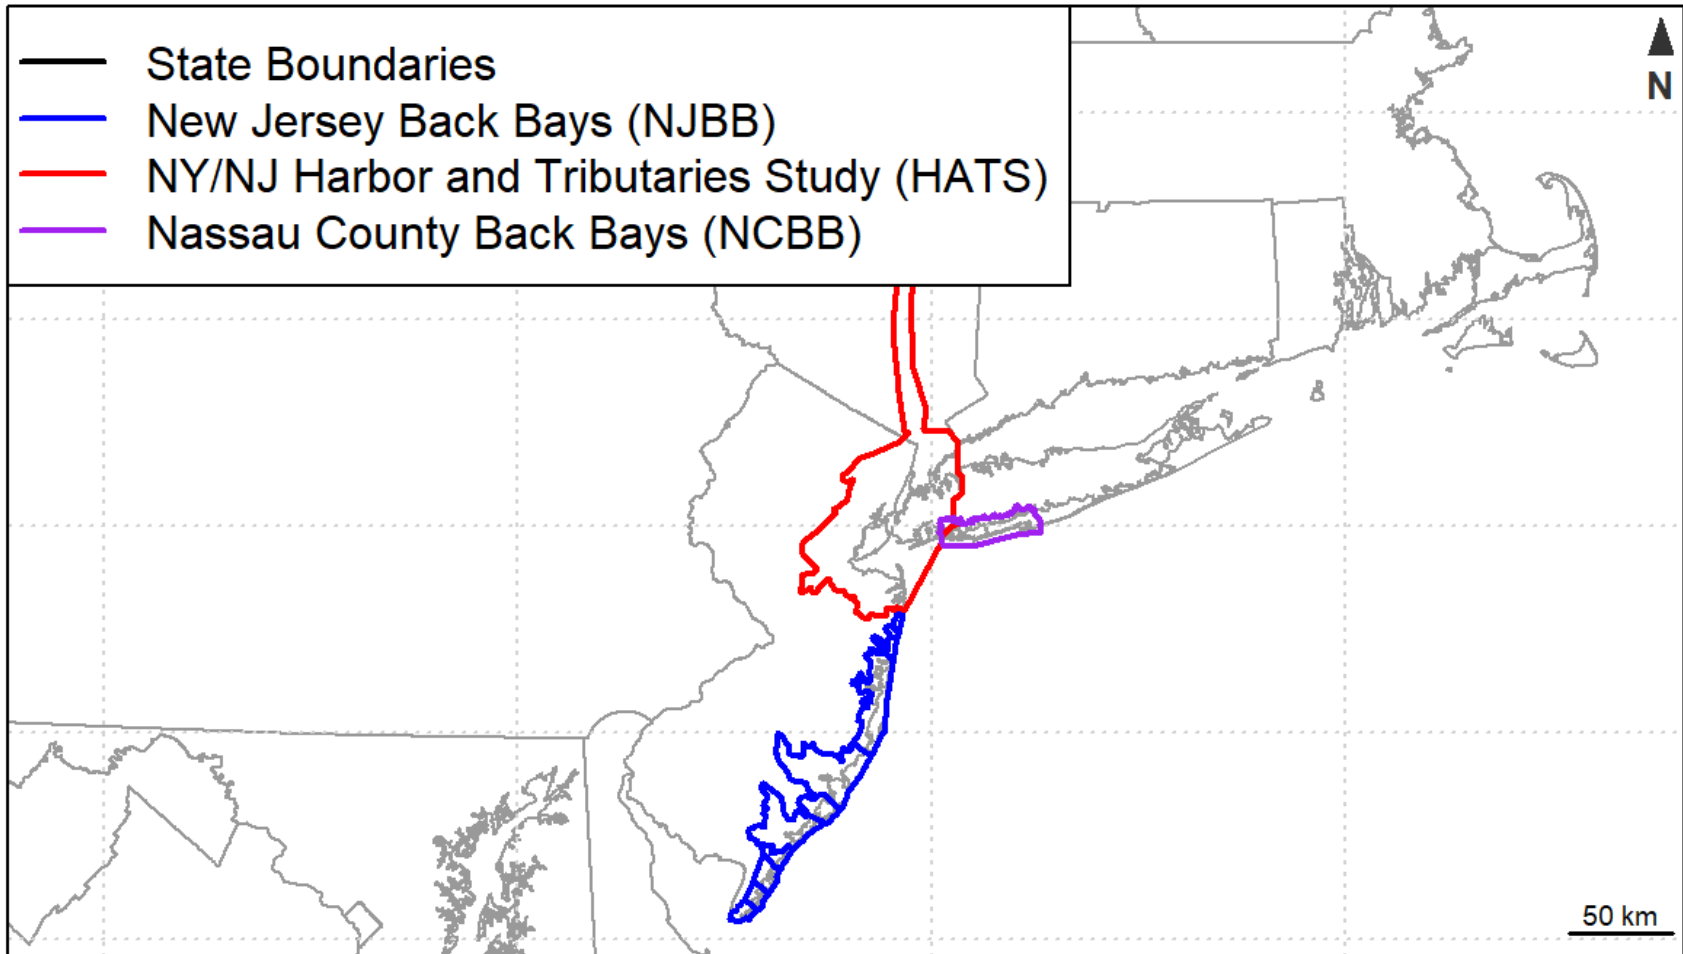 State Boundaries
New Jersey Back Bays (NJBB)
NY/NJ Harbor and Tributaries Study (HATS)
Nassau County Back Bays (NCBB)
N
50 km